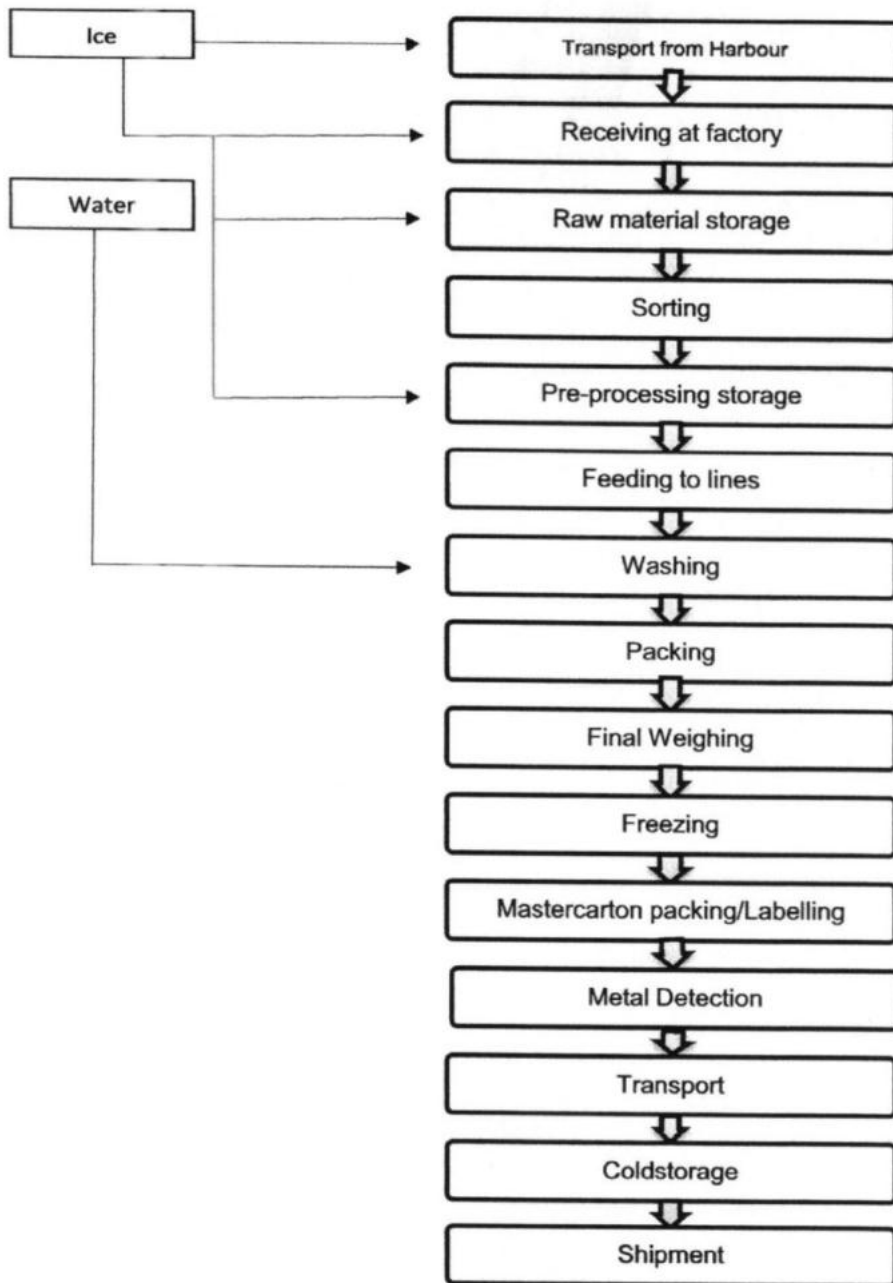 Ice
Transport from Harbour
Receiving at factory
Water
Raw material storage
Sorting
Pre-processing storage
Feeding to lines
Washing
Packing
Final Weighing
Freezing
Mastercarton packing/Labelling
Metal Detection
Transport
Coldstorage
Shipment